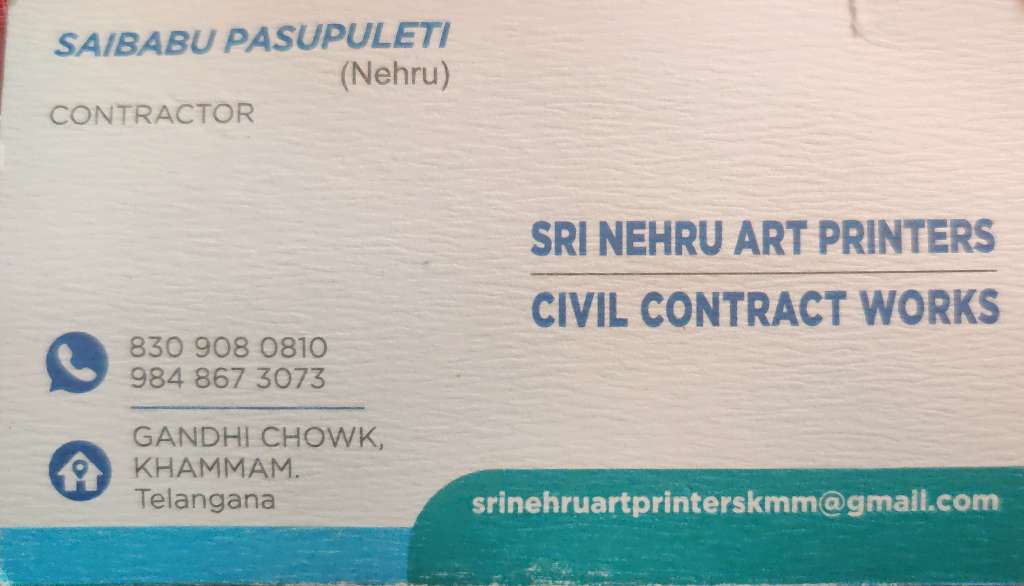 SAIBABU PASUPULETI
(Nehru)
CONTRACTOR
SRI NEHRU ART PRINTERS
CIVIL CONTRACT WORKS
830 908 0810
984 867 3073
GANDHI CHOWK,
KHAMMAM.
Telangana
srinehruartprinterskmm@gmail.com